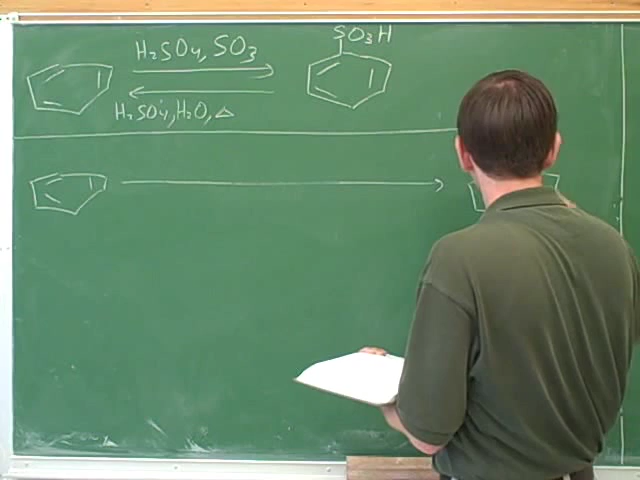 H₂SO₄, SO₃
SO₃H
H₂SO₄, H₂O, Δ